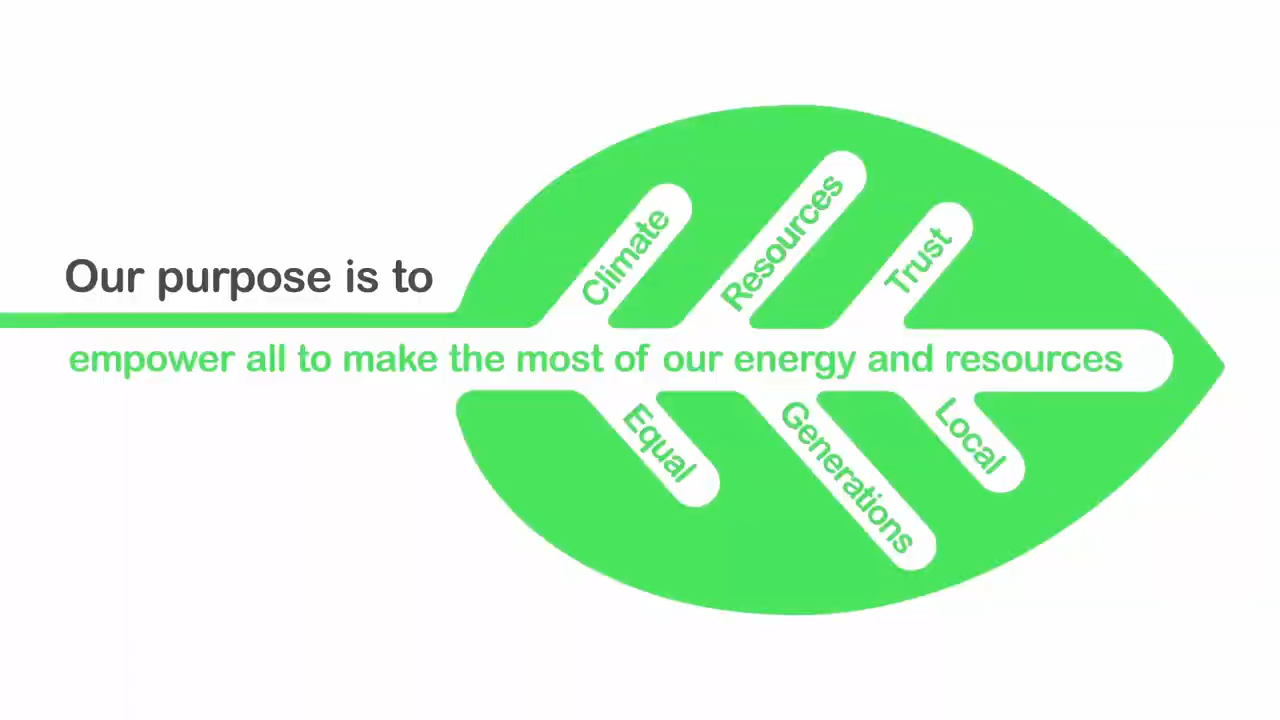 Our purpose is to
empower all to make the most of our energy and resources
Climate
Resources
Trust
Equal
Generations
Local